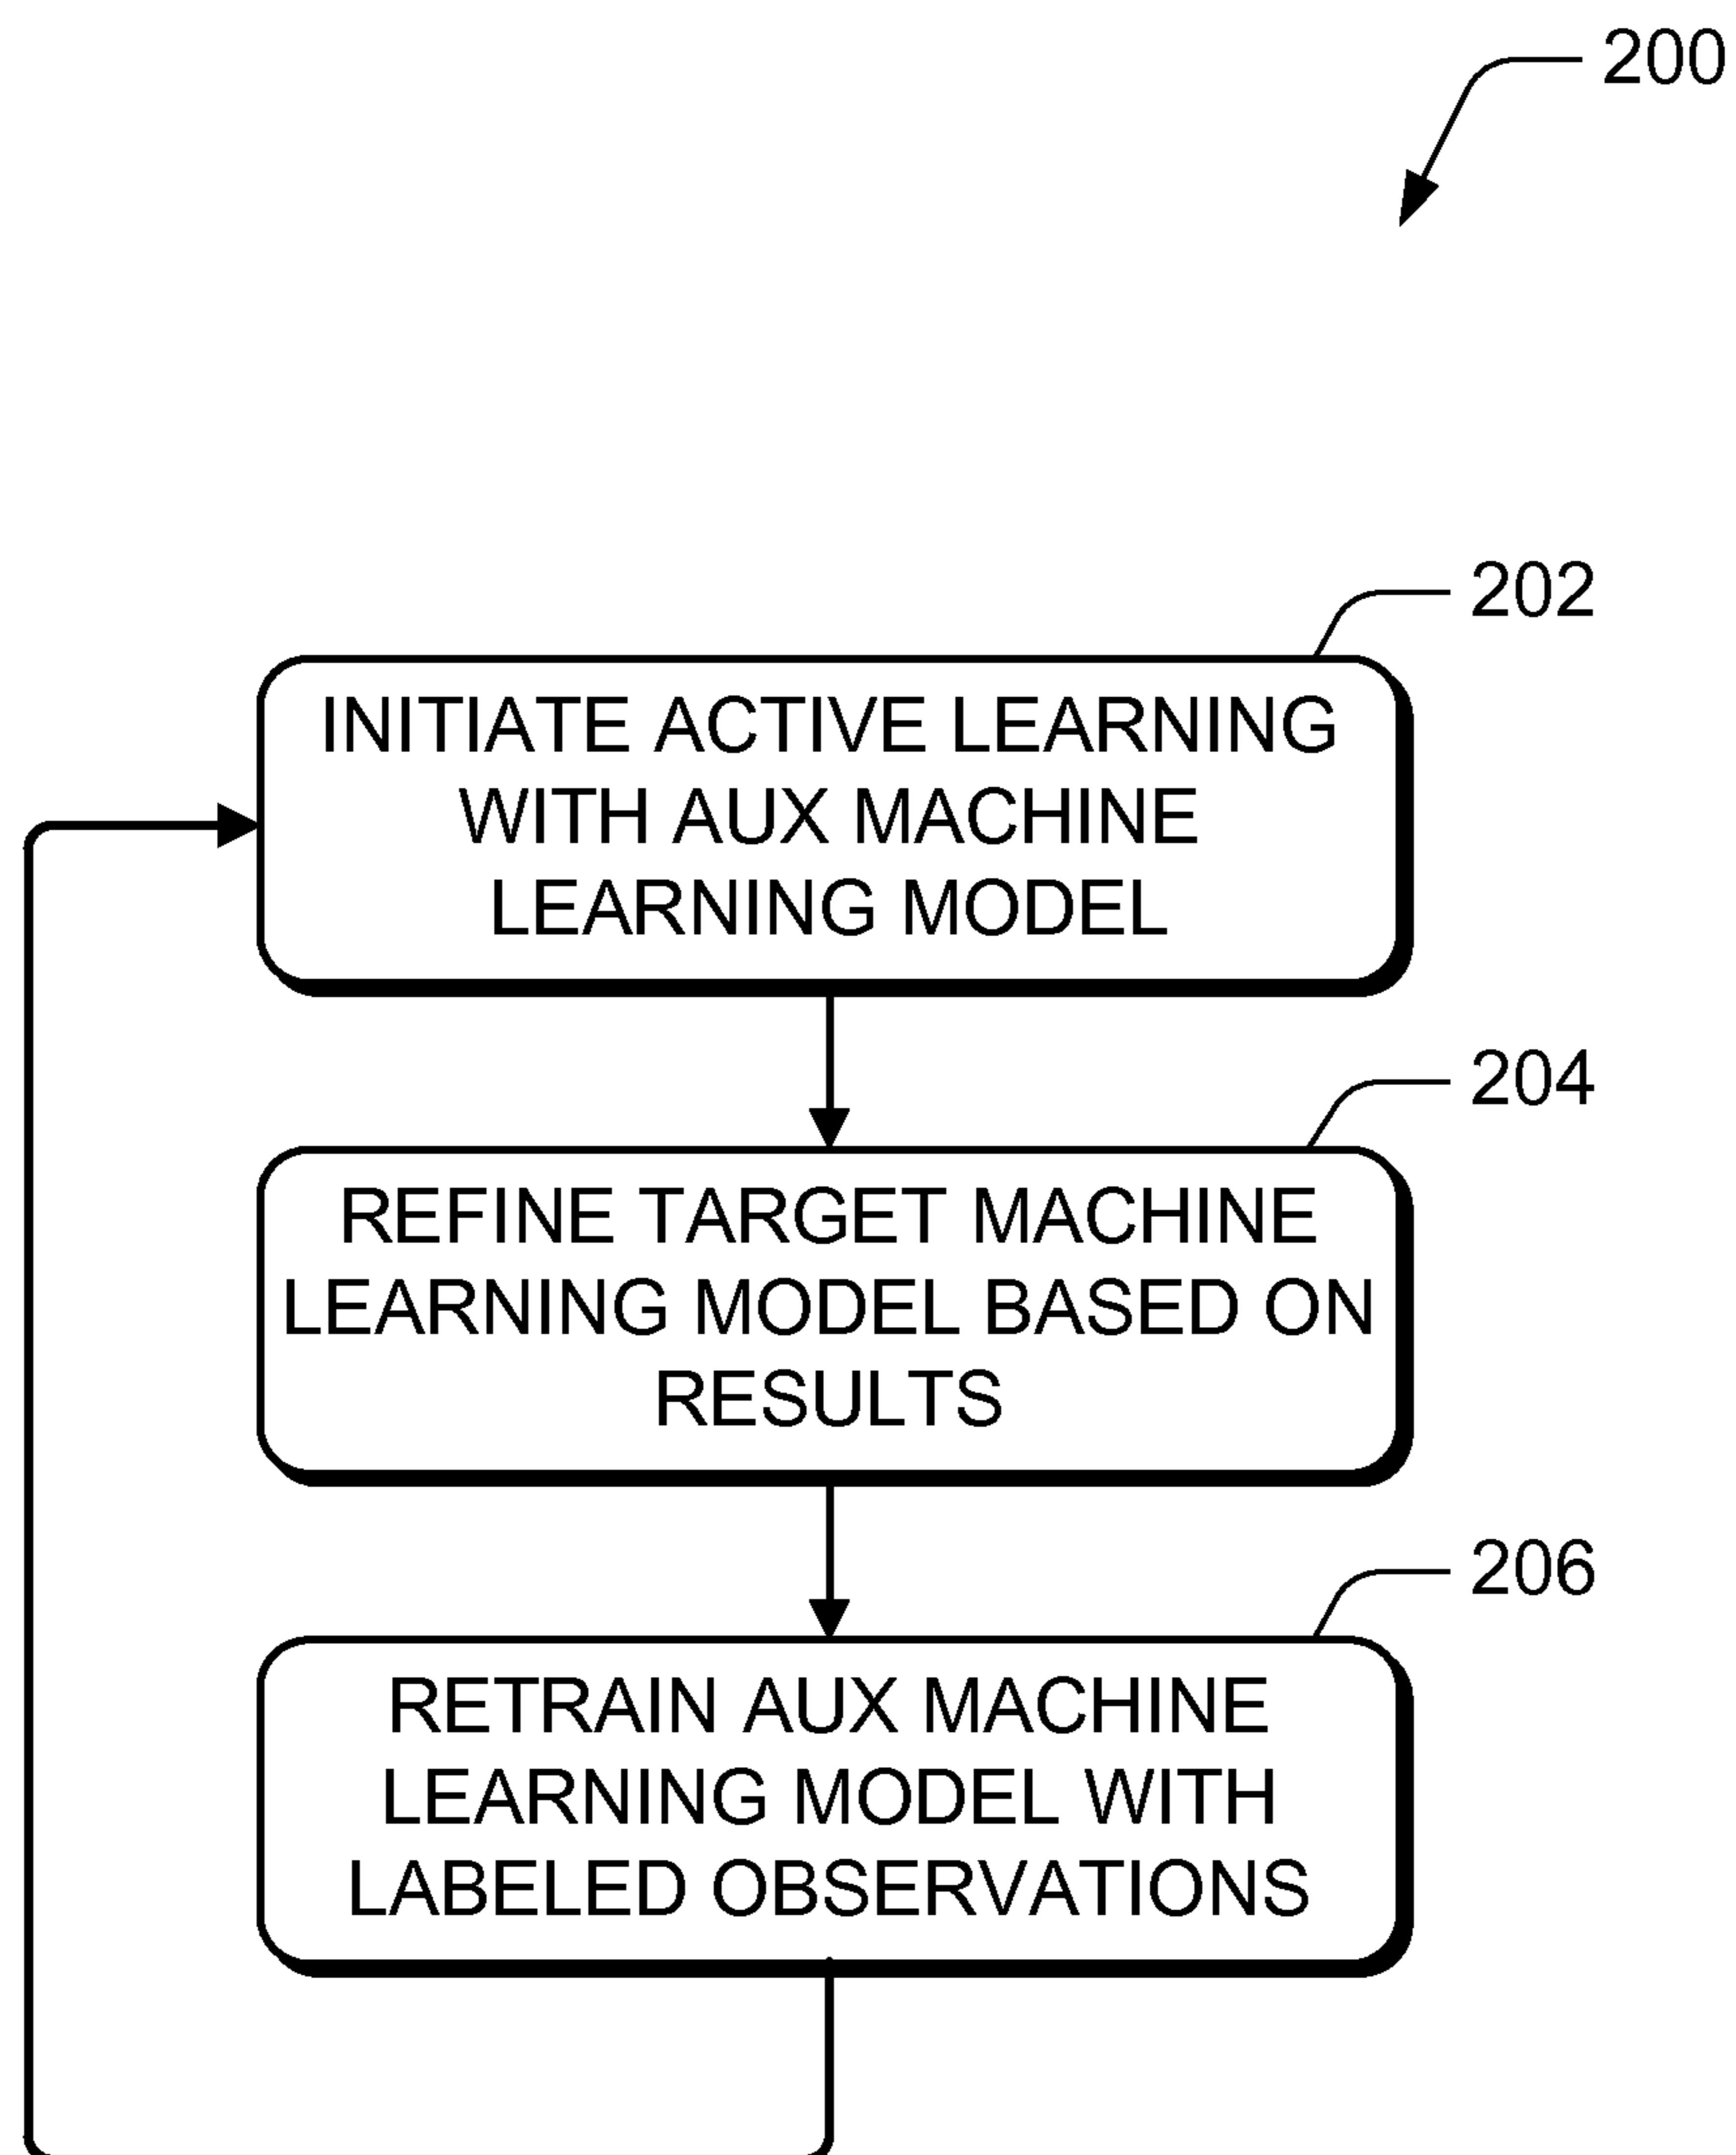 200
202
INITIATE ACTIVE LEARNING
WITH AUX MACHINE
LEARNING MODEL
204
REFINE TARGET MACHINE
LEARNING MODEL BASED ON
RESULTS
206
RETRAIN AUX MACHINE
LEARNING MODEL WITH
LABELED OBSERVATIONS